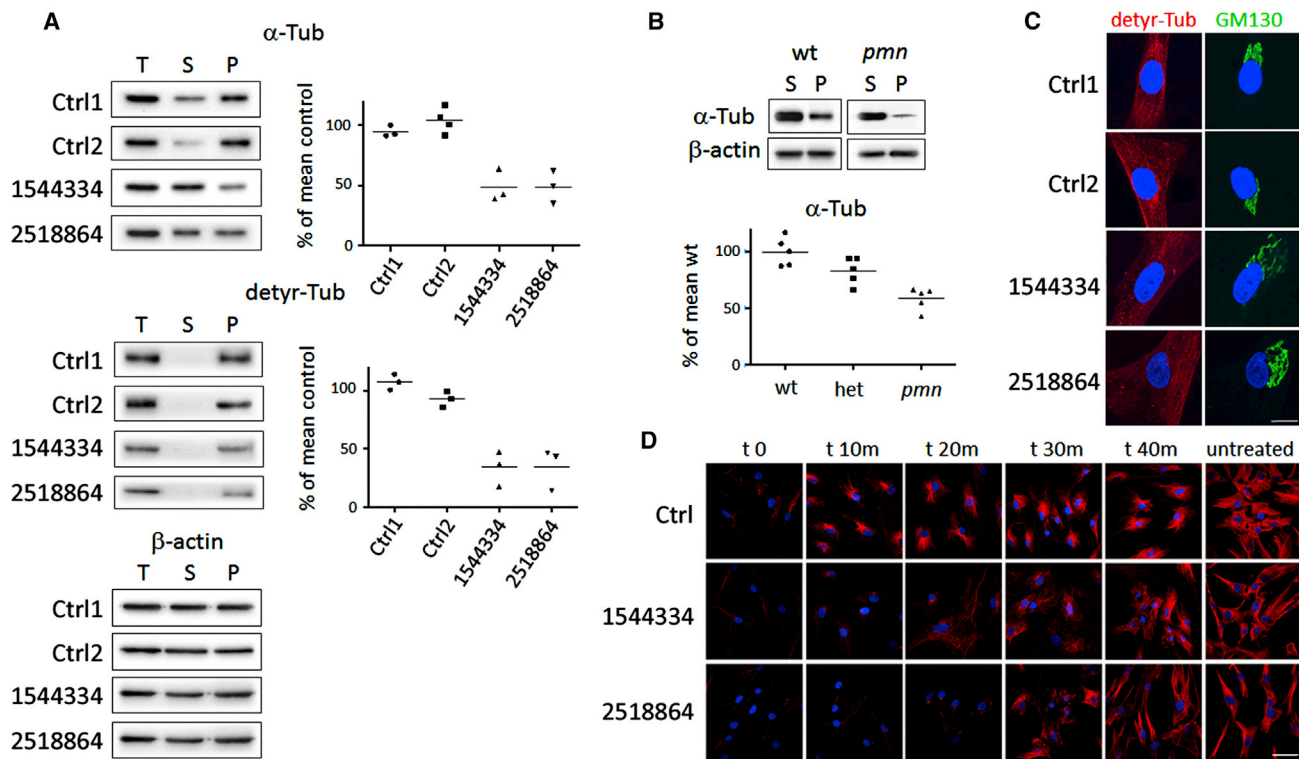 A
α-Tub
T S P
Ctrl1
Ctrl2
1544334
2518864
% of mean control
100
50
0
Ctrl1
Ctrl2
1544334
2518864
detyr-Tub
T S P
Ctrl1
Ctrl2
1544334
2518864
% of mean control
100
50
0
Ctrl1
Ctrl2
1544334
2518864
β-actin
T S P
Ctrl1
Ctrl2
1544334
2518864
B
wt pmn
S P S P
α-Tub
β-actin
α-Tub
% of mean wt
100
50
0
wt het pmn
C
detyr-Tub GM130
Ctrl1
Ctrl2
1544334
2518864
D
t 0 t 10m t 20m t 30m t 40m untreated
Ctrl
1544334
2518864